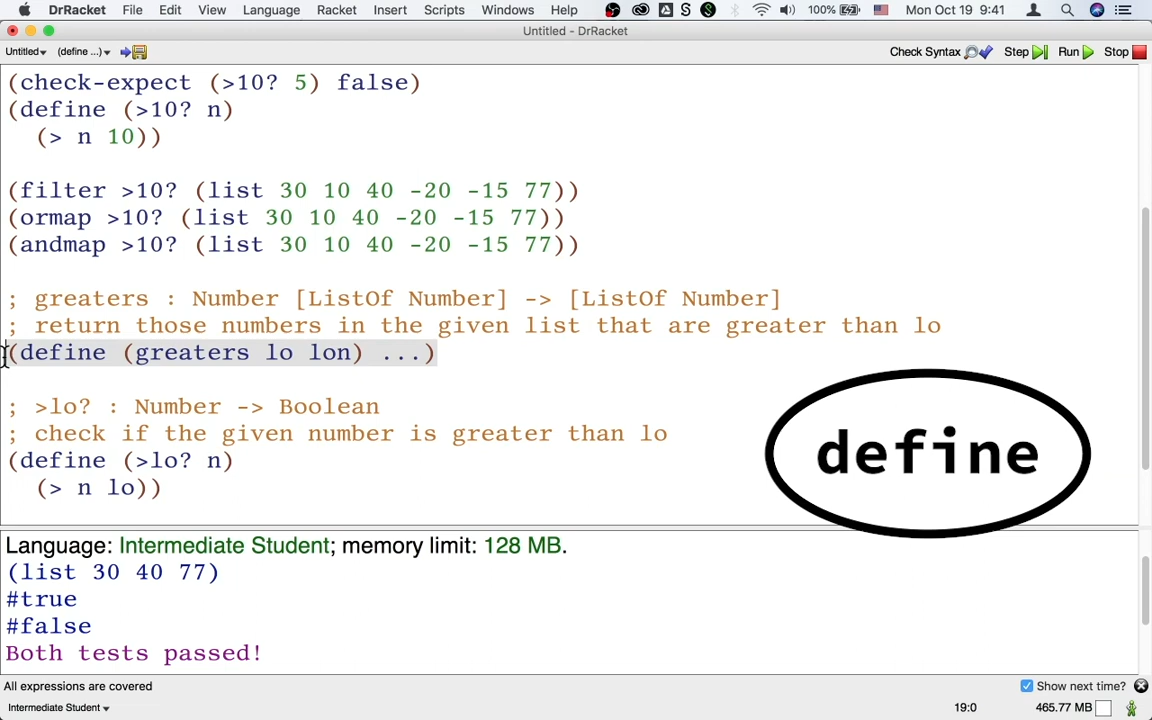 DrRacket File Edit View Language Racket Insert Scripts Windows Help 100% Mon Oct 19 9:41
Untitled - DrRacket
Untitled (define ...) Check Syntax Step Run Stop
(check-expect (>10? 5) false)
(define (>10? n)
(> n 10))
(filter >10? (list 30 10 40 -20 -15 77))
(ormap >10? (list 30 10 40 -20 -15 77))
(andmap >10? (list 30 10 40 -20 -15 77))
; greaters : Number [ListOf Number] -> [ListOf Number]
; return those numbers in the given list that are greater than lo
(define (greaters lo lon) ...)
; >lo? : Number -> Boolean
; check if the given number is greater than lo
(define (>lo? n)
(> n lo))
define
Language: Intermediate Student; memory limit: 128 MB.
(list 30 40 77)
#true
#false
Both tests passed!
All expressions are covered Show next time?
Intermediate Student 19:0 465.77 MB